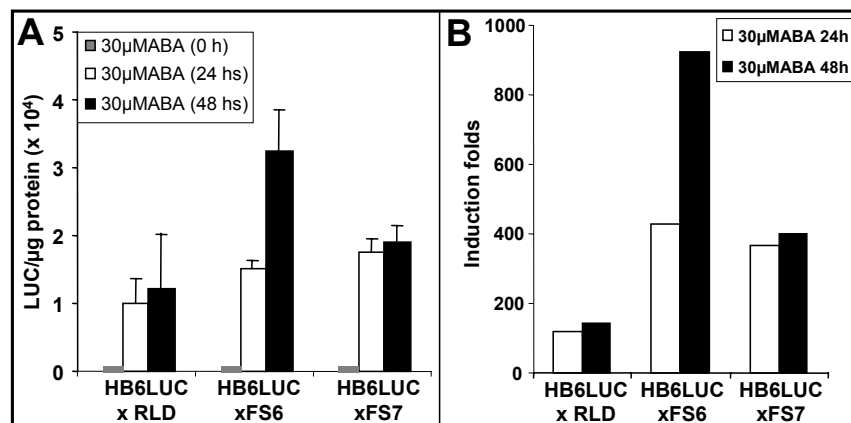 A
5
4
3
2
1
0
LUC/µg protein (x 10⁴)
30µMABA (0 h)
30µMABA (24 hs)
30µMABA (48 hs)
HB6LUC
x RLD
HB6LUC
xFS6
HB6LUC
xFS7
B
1000
800
600
400
200
0
Induction folds
30µMABA 24h
30µMABA 48h
HB6LUC
x RLD
HB6LUC
xFS6
HB6LUC
xFS7